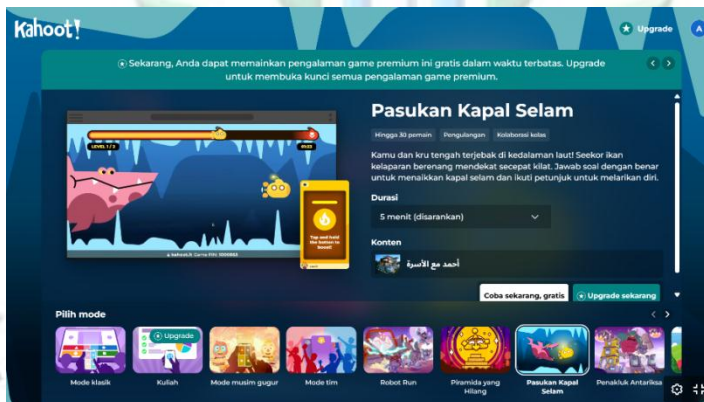 Kahoot!
Upgrade
A
Sekarang, Anda dapat memainkan pengalaman game premium ini gratis dalam waktu terbatas. Upgrade
untuk membuka kunci semua pengalaman game premium.
LEVEL 1/3
Pasukan Kapal Selam
Hingga 30 pemain Pengulangan Kolaborasi kelas
Kamu dan kru tengah terjebak di kedalaman laut! Seekor ikan
kelaparan berenang mendekat secepat kilat. Jawab soal dengan benar
untuk menaikkan kapal selam dan ikuti petunjuk untuk melarikan diri.
Durasi
5 menit (disarankan)
Konten
أحمد مع الأسرة
Tap and hold
the button to
boost!
Coba sekarang, gratis
Upgrade sekarang
Pilih mode
Upgrade
Mode klasik
Kuliah
Mode musim gugur
Mode tim
Robot Run
Piramida yang
Hilang
Pasukan Kapal
Selam
Penakluk Antariksa